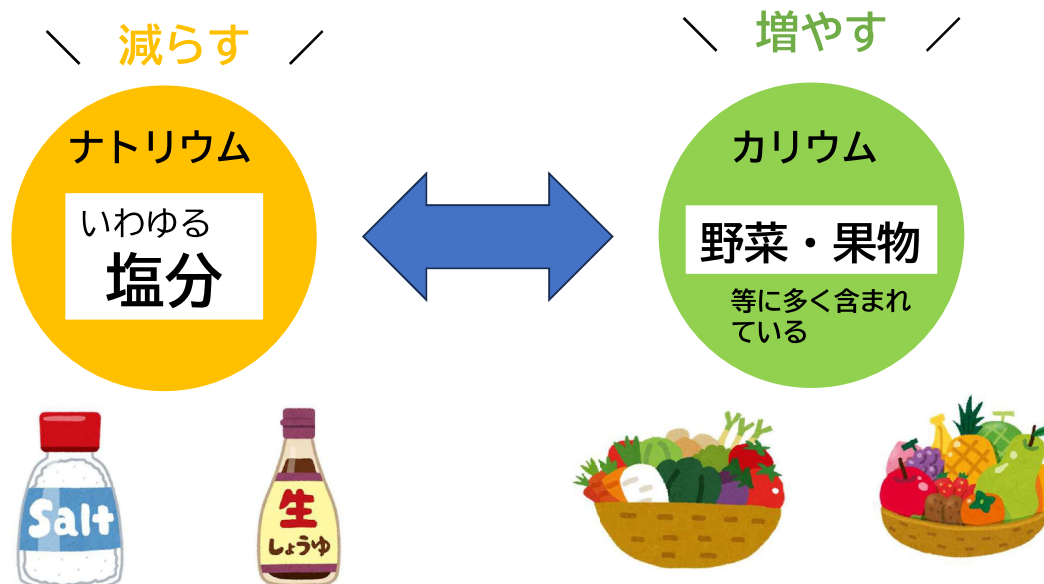 減らす
ナトリウム
いわゆる
塩分
Salt
生
しょうゆ
増やす
カリウム
野菜・果物
等に多く含まれ
ている